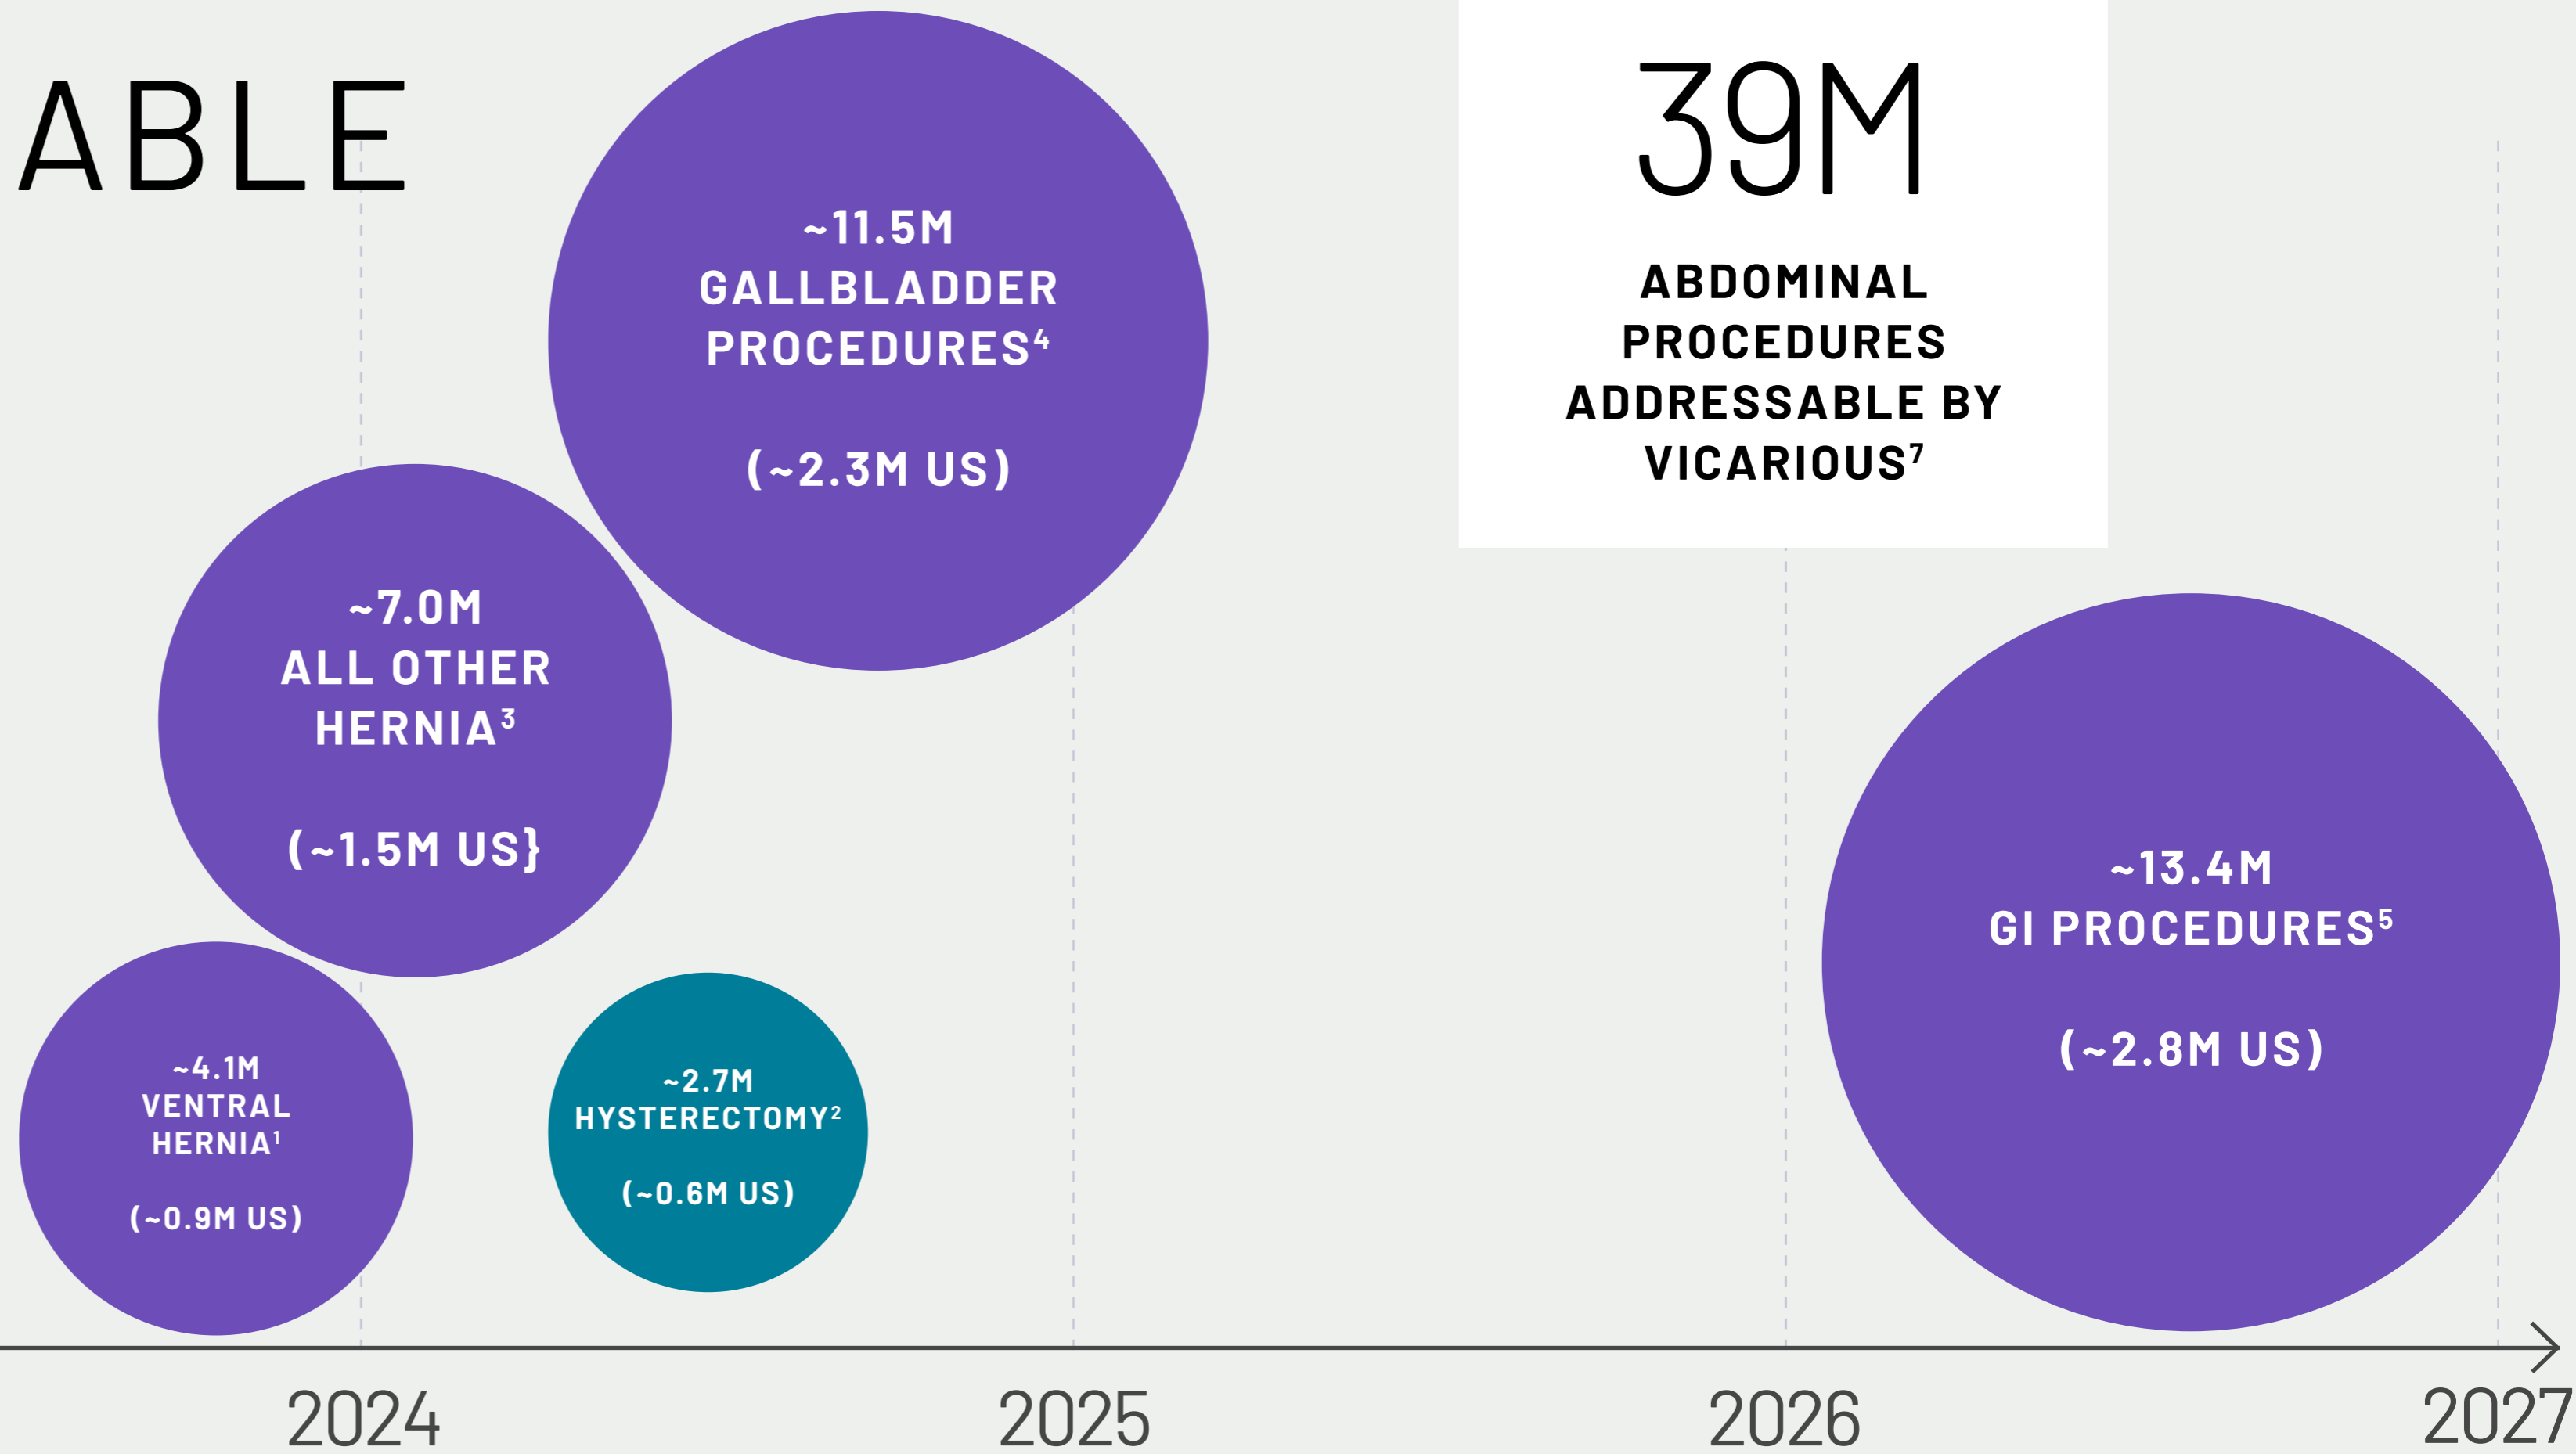 ABLE
~11.5M
GALLBLADDER
PROCEDURES⁴
(~2.3M US)
39M
ABDOMINAL
PROCEDURES
ADDRESSABLE BY
VICARIOUS⁷
~7.0M
ALL OTHER
HERNIA³
(~1.5M US}
~4.1M
VENTRAL
HERNIA¹
(~0.9M US)
~2.7M
HYSTERECTOMY²
(~0.6M US)
~13.4M
GI PROCEDURES⁵
(~2.8M US)
2024
2025
2026
2027